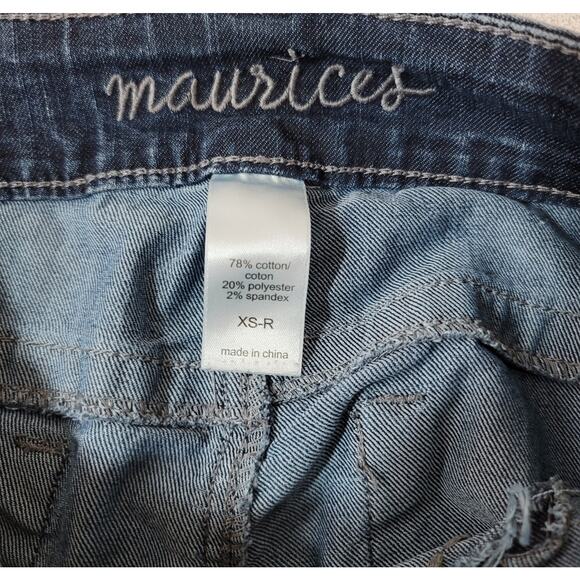 maurices
78% cotton/
coton
20% polyester
2% spandex
XS-R
made in china